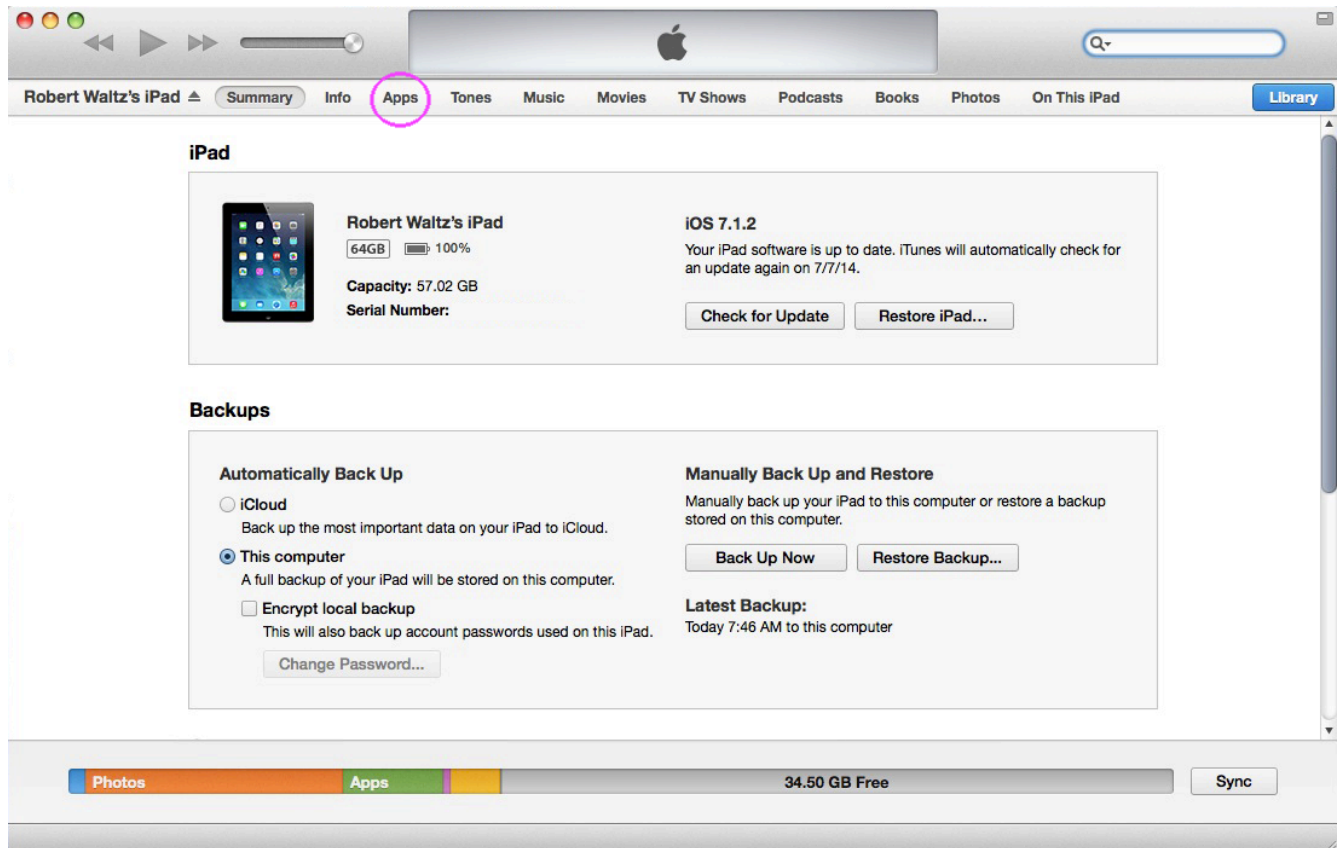 Robert Waltz's iPad Summary Info Apps Tones Music Movies TV Shows Podcasts Books Photos On This iPad Library
iPad
Robert Waltz's iPad
64GB 100%
Capacity: 57.02 GB
Serial Number:
iOS 7.1.2
Your iPad software is up to date. iTunes will automatically check for
an update again on 7/7/14.
Check for Update Restore iPad...
Backups
Automatically Back Up
iCloud
Back up the most important data on your iPad to iCloud.
This computer
A full backup of your iPad will be stored on this computer.
Encrypt local backup
This will also back up account passwords used on this iPad.
Change Password...
Manually Back Up and Restore
Manually back up your iPad to this computer or restore a backup
stored on this computer.
Back Up Now Restore Backup...
Latest Backup:
Today 7:46 AM to this computer
Photos Apps 34.50 GB Free Sync